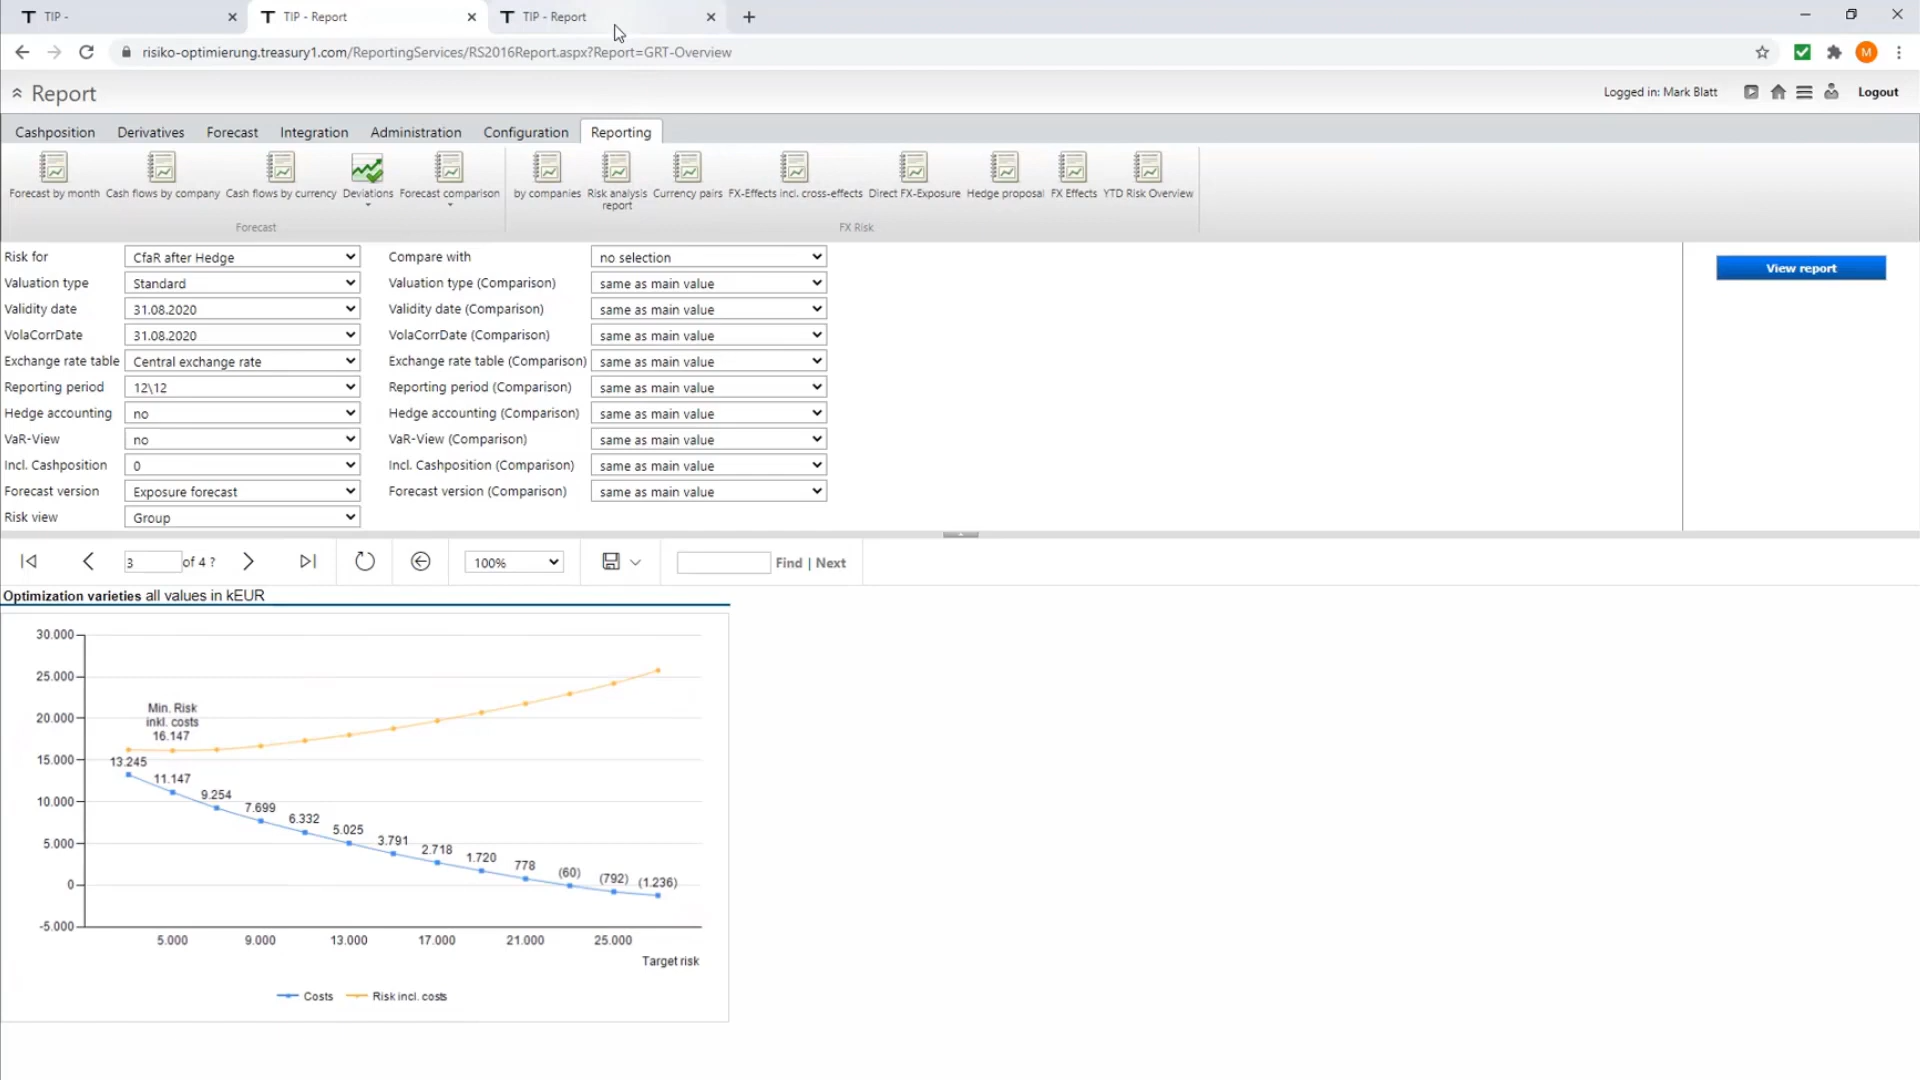 TIP -
TIP - Report
TIP - Report
risiko-optimierung.treasury1.com/ReportingServices/RS2016Report.aspx?Report=GRT-Overview
M
Report
Logged in: Mark Blatt
Logout
Cashposition Derivatives Forecast Integration Administration Configuration Reporting
Forecast by month
Cash flows by company
Cash flows by currency
Deviations
Forecast comparison
by companies
Risk analysis
report
Currency pairs
FX-Effects incl. cross-effects
Direct FX-Exposure
Hedge proposal
FX Effects
YTD Risk Overview
Forecast
FX Risk
Risk for CfaR after Hedge Compare with no selection
View report
Valuation type Standard Valuation type (Comparison) same as main value
Validity date 31.08.2020 Validity date (Comparison) same as main value
VolaCorrDate 31.08.2020 VolaCorrDate (Comparison) same as main value
Exchange rate table Central exchange rate Exchange rate table (Comparison) same as main value
Reporting period 12\12 Reporting period (Comparison) same as main value
Hedge accounting no Hedge accounting (Comparison) same as main value
VaR-View no VaR-View (Comparison) same as main value
Incl. Cashposition 0 Incl. Cashposition (Comparison) same as main value
Forecast version Exposure forecast Forecast version (Comparison) same as main value
Risk view Group
3 of 4 ? 100% Find | Next
Optimization varieties all values in kEUR
30.000
25.000
20.000
15.000
10.000
5.000
0
-5.000
Min. Risk
inkl. costs
16.147
13.245
11.147
9.254
7.699
6.332
5.025
3.791
2.718
1.720
778
(60)
(792)
(1.236)
5.000 9.000 13.000 17.000 21.000 25.000
Target risk
Costs Risk incl. costs